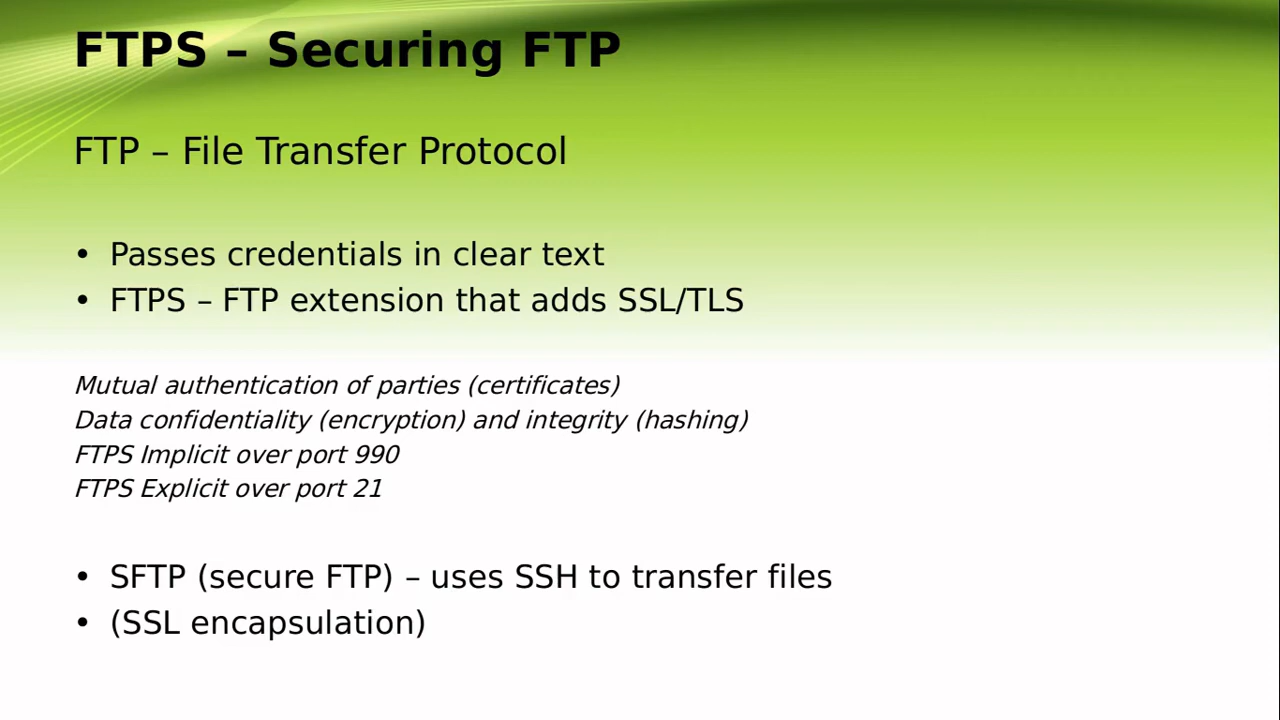 FTPS – Securing FTP
FTP – File Transfer Protocol
• Passes credentials in clear text
• FTPS – FTP extension that adds SSL/TLS
Mutual authentication of parties (certificates)
Data confidentiality (encryption) and integrity (hashing)
FTPS Implicit over port 990
FTPS Explicit over port 21
• SFTP (secure FTP) – uses SSH to transfer files
• (SSL encapsulation)